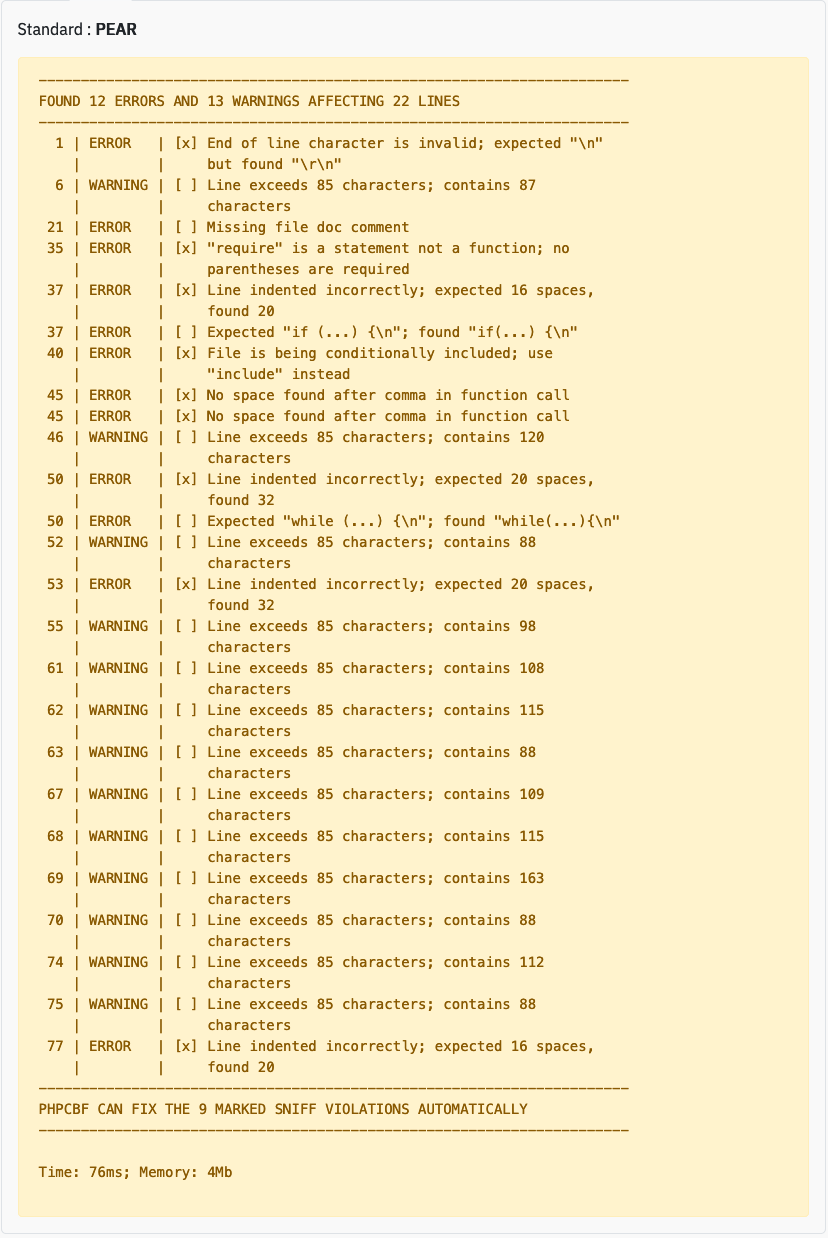 Standard : PEAR
----------------------------------------------------------------------
FOUND 12 ERRORS AND 13 WARNINGS AFFECTING 22 LINES
----------------------------------------------------------------------
  1 | ERROR   | [x] End of line character is invalid; expected "\n"
    |         |     but found "\r\n"
  6 | WARNING | [ ] Line exceeds 85 characters; contains 87
    |         |     characters
 21 | ERROR   | [ ] Missing file doc comment
 35 | ERROR   | [x] "require" is a statement not a function; no
    |         |     parentheses are required
 37 | ERROR   | [x] Line indented incorrectly; expected 16 spaces,
    |         |     found 20
 37 | ERROR   | [ ] Expected "if (...) {\n"; found "if(...) {\n"
 40 | ERROR   | [x] File is being conditionally included; use
    |         |     "include" instead
 45 | ERROR   | [x] No space found after comma in function call
 45 | ERROR   | [x] No space found after comma in function call
 46 | WARNING | [ ] Line exceeds 85 characters; contains 120
    |         |     characters
 50 | ERROR   | [x] Line indented incorrectly; expected 20 spaces,
    |         |     found 32
 50 | ERROR   | [ ] Expected "while (...) {\n"; found "while(...){\n"
 52 | WARNING | [ ] Line exceeds 85 characters; contains 88
    |         |     characters
 53 | ERROR   | [x] Line indented incorrectly; expected 20 spaces,
    |         |     found 32
 55 | WARNING | [ ] Line exceeds 85 characters; contains 98
    |         |     characters
 61 | WARNING | [ ] Line exceeds 85 characters; contains 108
    |         |     characters
 62 | WARNING | [ ] Line exceeds 85 characters; contains 115
    |         |     characters
 63 | WARNING | [ ] Line exceeds 85 characters; contains 88
    |         |     characters
 67 | WARNING | [ ] Line exceeds 85 characters; contains 109
    |         |     characters
 68 | WARNING | [ ] Line exceeds 85 characters; contains 115
    |         |     characters
 69 | WARNING | [ ] Line exceeds 85 characters; contains 163
    |         |     characters
 70 | WARNING | [ ] Line exceeds 85 characters; contains 88
    |         |     characters
 74 | WARNING | [ ] Line exceeds 85 characters; contains 112
    |         |     characters
 75 | WARNING | [ ] Line exceeds 85 characters; contains 88
    |         |     characters
 77 | ERROR   | [x] Line indented incorrectly; expected 16 spaces,
    |         |     found 20
----------------------------------------------------------------------
PHPCBF CAN FIX THE 9 MARKED SNIFF VIOLATIONS AUTOMATICALLY
----------------------------------------------------------------------
Time: 76ms; Memory: 4Mb